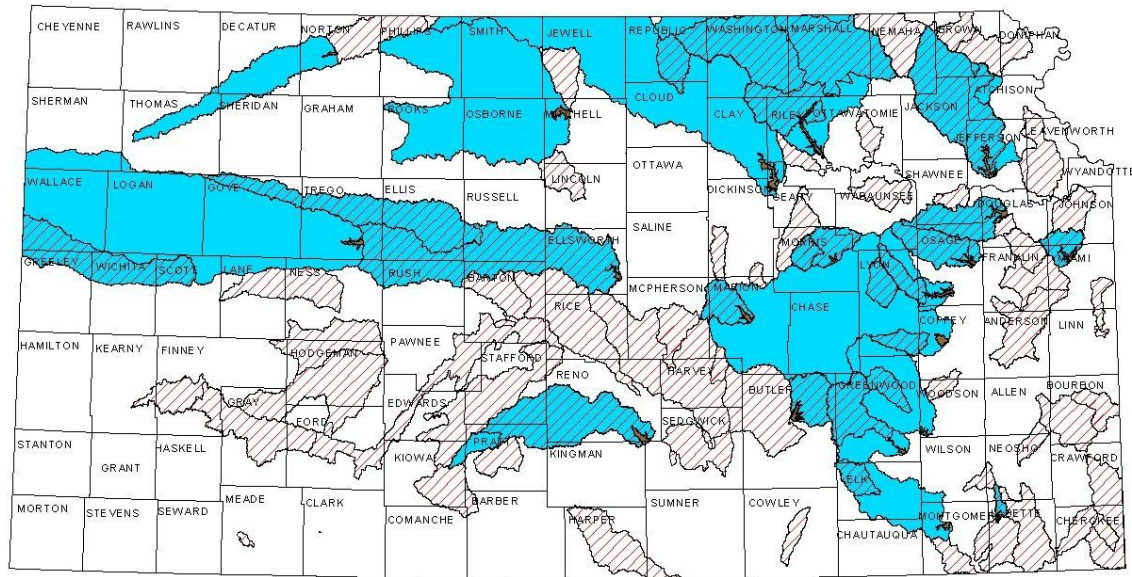 CHEYENNE
RAWLINS
DECATUR
NORTON
PHILLIPS
SMITH
JEWELL
REPUBLIC
WASHINGTON
MARSHALL
NEMAHA
BROWN
DONIPHAN
SHERMAN
THOMAS
SHERIDAN
GRAHAM
ROOKS
OSBORNE
MITCHELL
CLOUD
CLAY
RILEY
POTTAWATOMIE
JACKSON
ATCHISON
JEFFERSON
LEAVENWORTH
WYANDOTTE
WALLACE
LOGAN
GOVE
TREGO
ELLIS
RUSSELL
LINCOLN
OTTAWA
DICKINSON
GEARY
WABAUNSEE
SHAWNEE
DOUGLAS
JOHNSON
GREELEY
WICHITA
SCOTT
LANE
NESS
RUSH
BARTON
ELLSWORTH
SALINE
MCPHERSON
MARION
MORRIS
CHASE
LYON
OSAGE
FRANKLIN
MIAMI
HAMILTON
KEARNY
FINNEY
HODGEMAN
PAWNEE
STAFFORD
RICE
RENO
HARVEY
BUTLER
GREENWOOD
COFFEY
ANDERSON
LINN
STANTON
GRANT
HASKELL
GRAY
FORD
EDWARDS
KIOWA
PRATT
KINGMAN
SEDGWICK
WOODSON
ALLEN
BOURBON
WILSON
NEOSHO
CRAWFORD
MORTON
STEVENS
SEWARD
MEADE
CLARK
COMANCHE
BARBER
HARPER
SUMNER
COWLEY
ELK
CHAUTAUQUA
MONTGOMERY
LABETTE
CHEROKEE